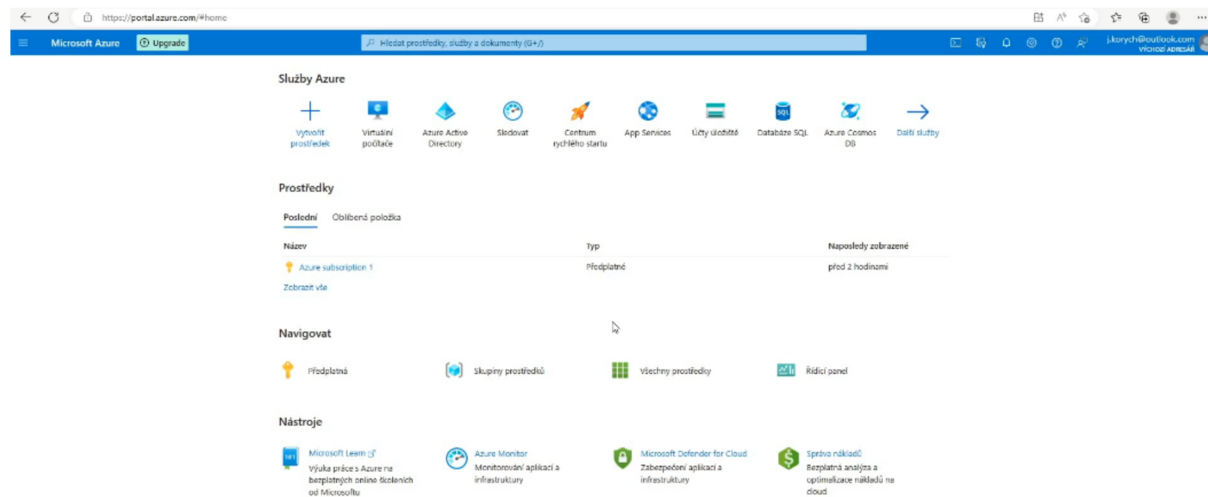 https://portal.azure.com/#home
Microsoft Azure
Upgrade
Hledat prostředky, služby a dokumenty (G+/)
j.korych@outlook.com
VÝCHOZÍ ADRESÁŘ
Služby Azure
Vytvořit
prostředek
Virtuální
počítače
Azure Active
Directory
Sledovat
Centrum
rychlého startu
App Services
Účty úložiště
Databáze SQL
Azure Cosmos
DB
Další služby
Prostředky
Poslední Oblíbená položka
Název Typ Naposledy zobrazené
Azure subscription 1 Předplatné před 2 hodinami
Zobrazit vše
Navigovat
Předplatná Skupiny prostředků Všechny prostředky Řídicí panel
Nástroje
Microsoft Learn
Výuka práce s Azure na
bezplatných online školeních
od Microsoftu
Azure Monitor
Monitorování aplikací a
infrastruktury
Microsoft Defender for Cloud
Zabezpečení aplikací a
infrastruktury
Správa nákladů
Bezplatná analýza a
optimalizace nákladů na
cloud